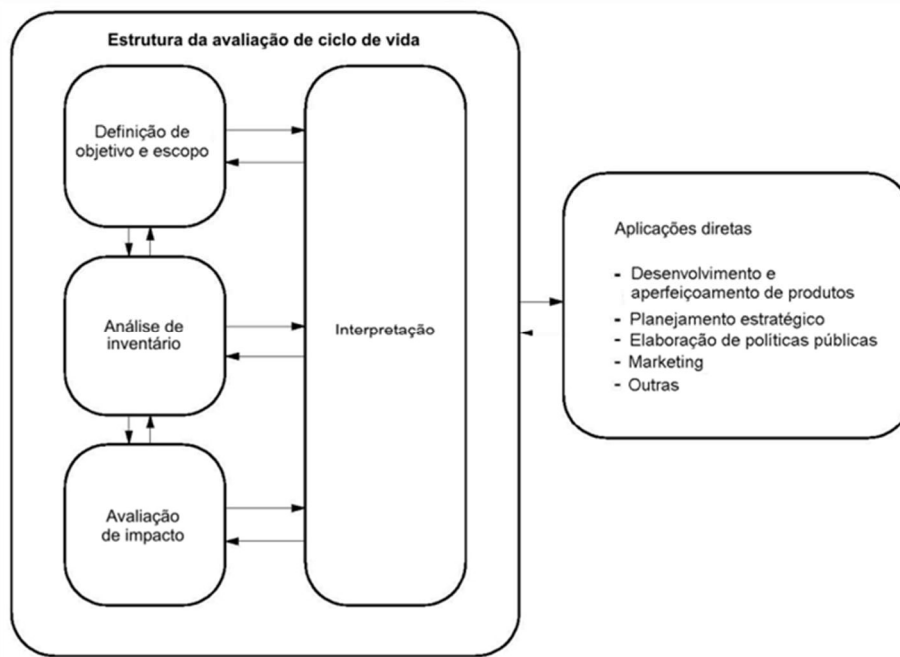 Estrutura da avaliação de ciclo de vida
Definição de
objetivo e escopo
Análise de
inventário
Avaliação
de impacto
Interpretação
Aplicações diretas
- Desenvolvimento e
aperfeiçoamento de produtos
- Planejamento estratégico
- Elaboração de políticas públicas
- Marketing
- Outras